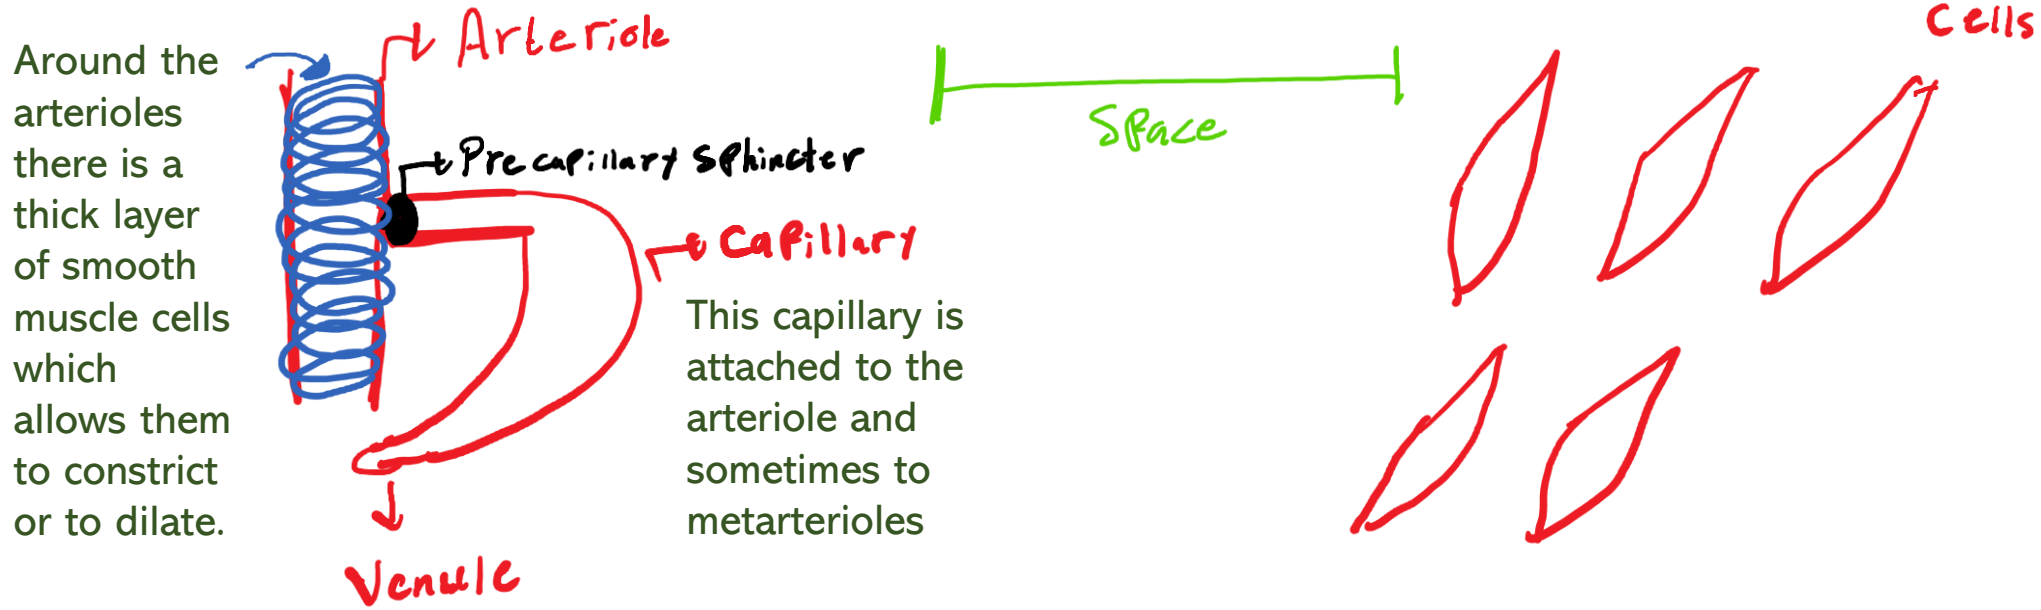 Around the
arterioles
there is a
thick layer
of smooth
muscle cells
which
allows them
to constrict
or to dilate.
Arteriole
Precapillary Sphincter
Capillary
This capillary is
attached to the
arteriole and
sometimes to
metarterioles
Venule
Space
Cells